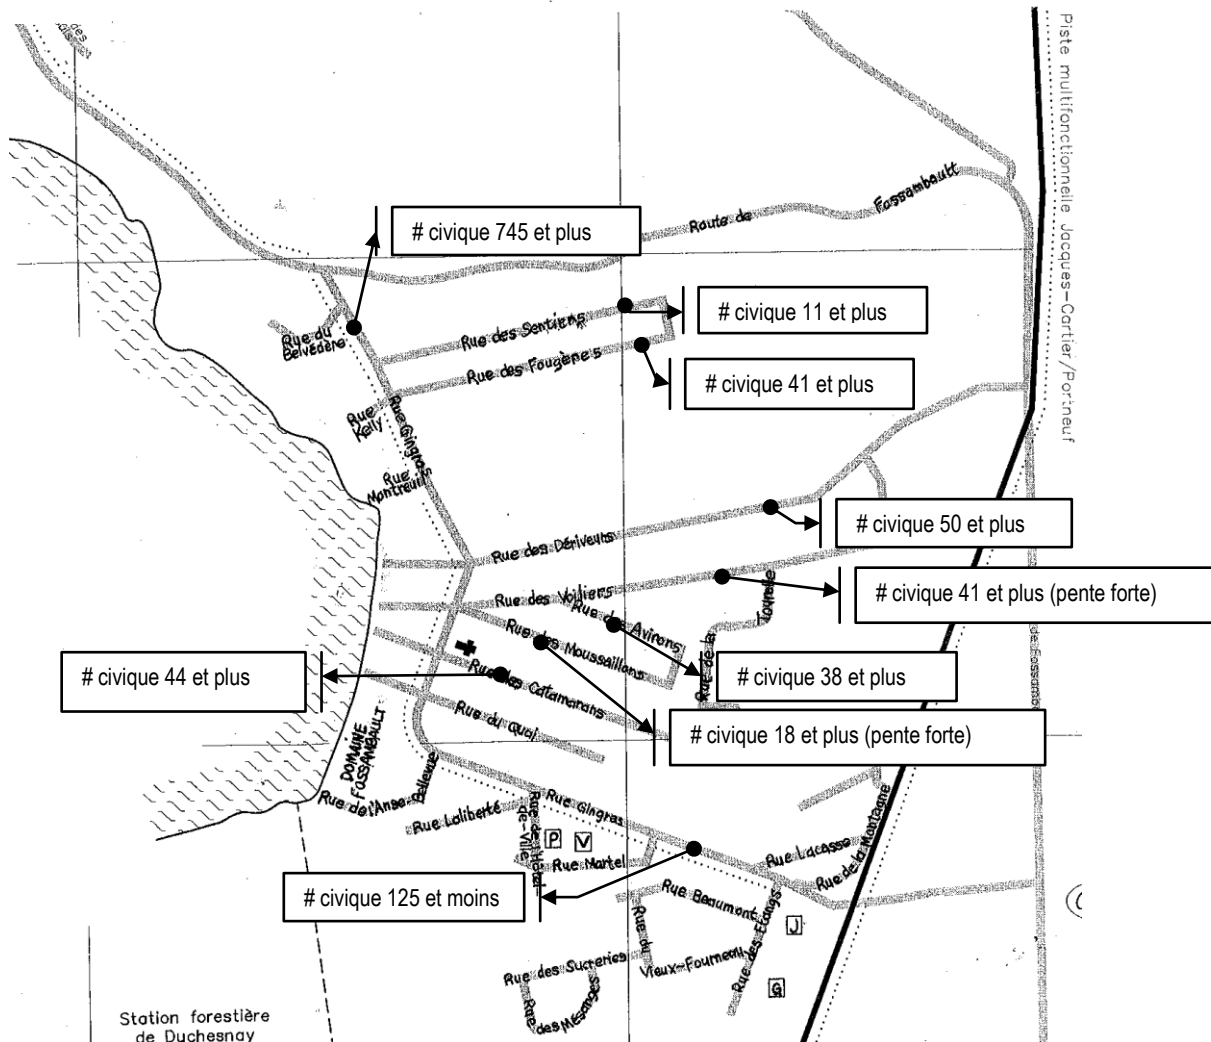 Piste multifonctionnelle Jacques-Cartier/Portneuf
Route de Fossambault
# civique 745 et plus
# civique 11 et plus
Rue des Sentiers
Rue du
Belvédère
Rue des Fougères
# civique 41 et plus
Rue
Kelly
Rue Gingras
Rue
Montreuil
# civique 50 et plus
Rue des Dériveurs
Rue des Voiliers
# civique 41 et plus (pente forte)
Rue des Avirons
Rue de la Tourelle
Rue des Moussaillons
# civique 44 et plus
Rue des Catamarans
# civique 38 et plus
Rue du Quai
# civique 18 et plus (pente forte)
DOMAINE
FOSSAMBAULT
Rue de l'Anse-Bellevue
Rue Laliberté
Rue de l'Hôtel-
de-Ville
Rue Gingras
P
V
Rue Martel
Rue Lacasse
Rue de la Montagne
# civique 125 et moins
Rue Beaumont
Rue des Étangs
J
Rue du
Vieux-Fourneau
Rue des Sucreries
G
Rue des Mésanges
Station forestière
de Duchesnay